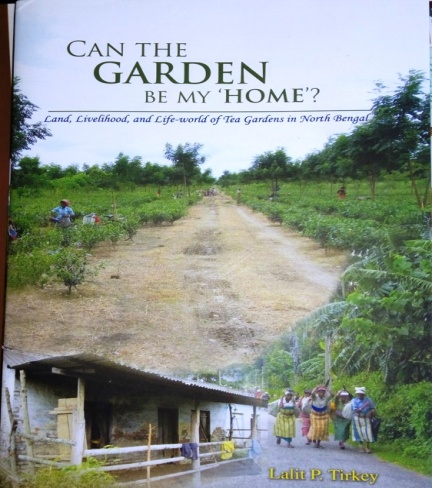 CAN THE
GARDEN
BE MY 'HOME'?
Land, Livelihood, and Life-world of Tea Gardens in North Bengal
Lalit P. Tirkey